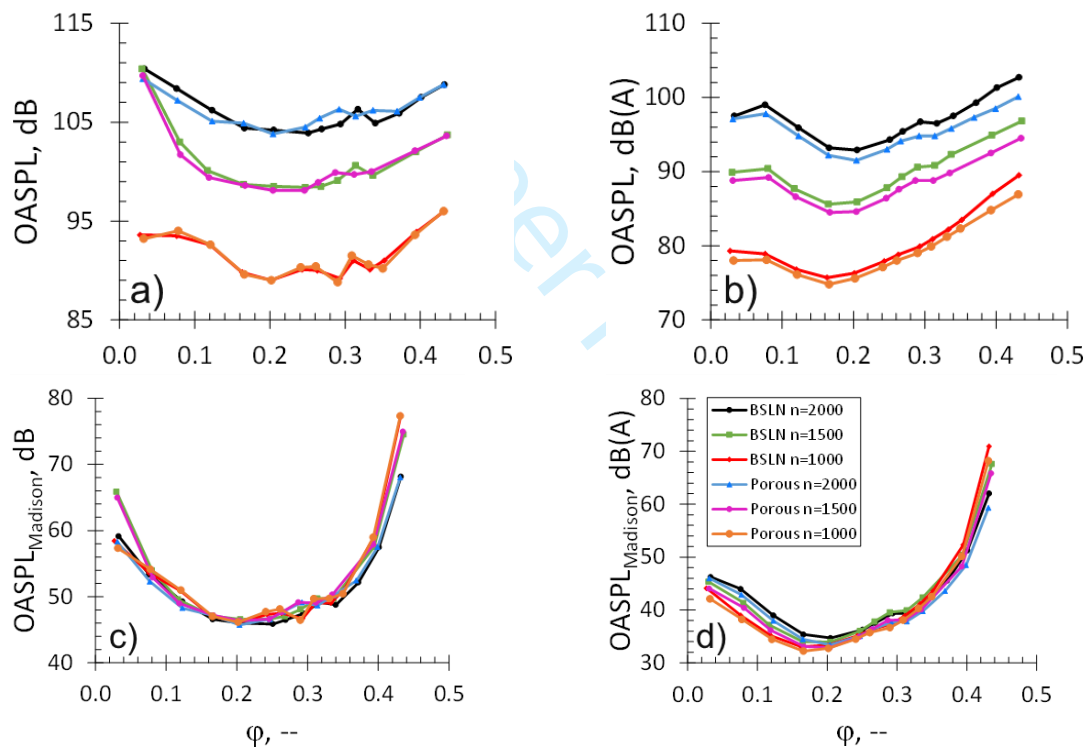 115
105
95
85
OASPL, dB
a)
0.0 0.1 0.2 0.3 0.4 0.5
110
100
90
80
70
OASPL, dB(A)
b)
0.0 0.1 0.2 0.3 0.4 0.5
80
70
60
50
40
OASPL_Madison, dB
c)
0.0 0.1 0.2 0.3 0.4 0.5
φ, --
80
70
60
50
40
30
OASPL_Madison, dB(A)
BSLN n=2000
BSLN n=1500
BSLN n=1000
Porous n=2000
Porous n=1500
Porous n=1000
d)
0.0 0.1 0.2 0.3 0.4 0.5
φ, --